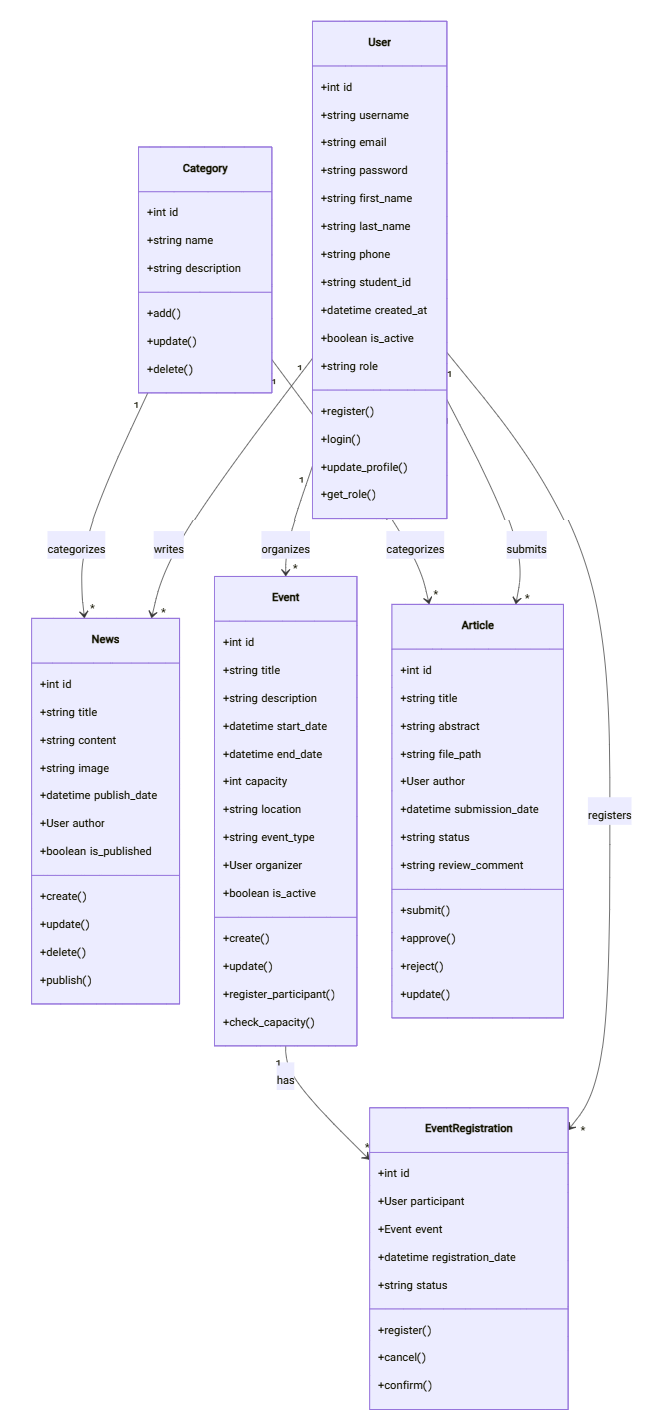 User
+int id
+string username
+string email
+string password
+string first_name
+string last_name
+string phone
+string student_id
+datetime created_at
+boolean is_active
+string role
+register()
+login()
+update_profile()
+get_role()
Category
+int id
+string name
+string description
+add()
+update()
+delete()
1
1
1
1
1
categorizes
writes
organizes
categorizes
submits
registers
*
*
*
*
*
News
+int id
+string title
+string content
+string image
+datetime publish_date
+User author
+boolean is_published
+create()
+update()
+delete()
+publish()
Event
+int id
+string title
+string description
+datetime start_date
+datetime end_date
+int capacity
+string location
+string event_type
+User organizer
+boolean is_active
+create()
+update()
+register_participant()
+check_capacity()
Article
+int id
+string title
+string abstract
+string file_path
+User author
+datetime submission_date
+string status
+string review_comment
+submit()
+approve()
+reject()
+update()
1
has
*
*
EventRegistration
+int id
+User participant
+Event event
+datetime registration_date
+string status
+register()
+cancel()
+confirm()